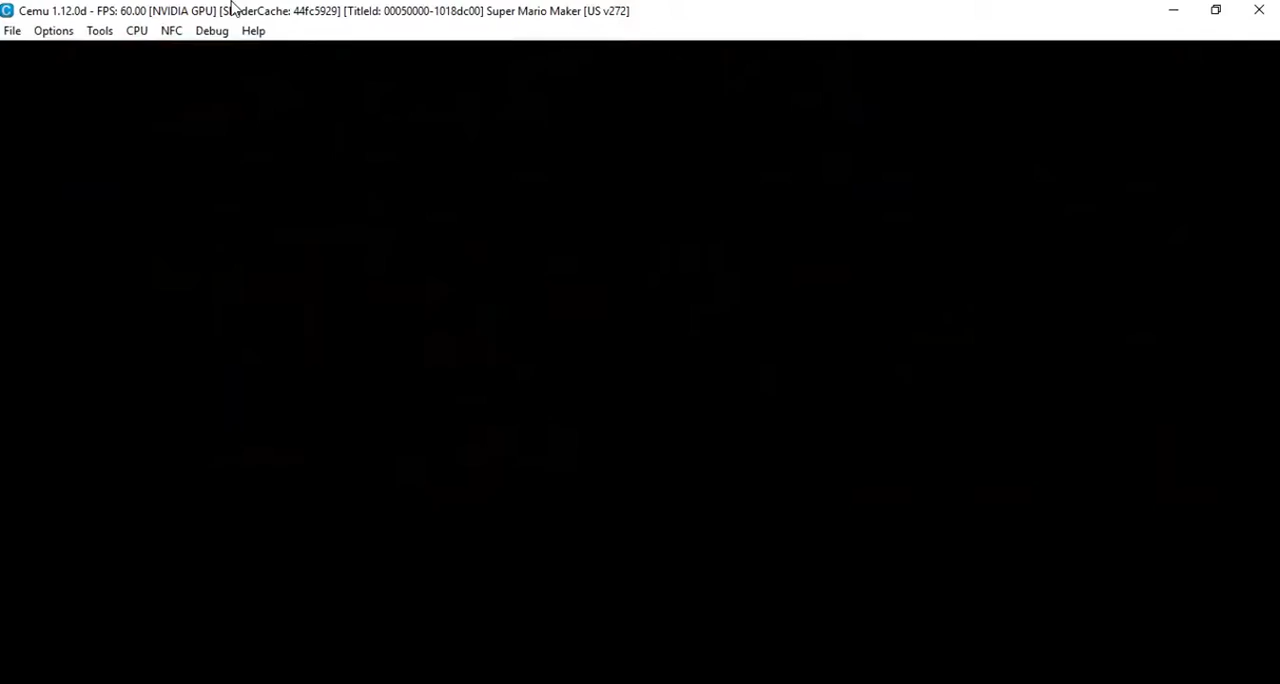 Cemu 1.12.0d - FPS: 60.00 [NVIDIA GPU] [ShaderCache: 44fc5929] [TitleId: 00050000-1018dc00] Super Mario Maker [US v272]
File Options Tools CPU NFC Debug Help